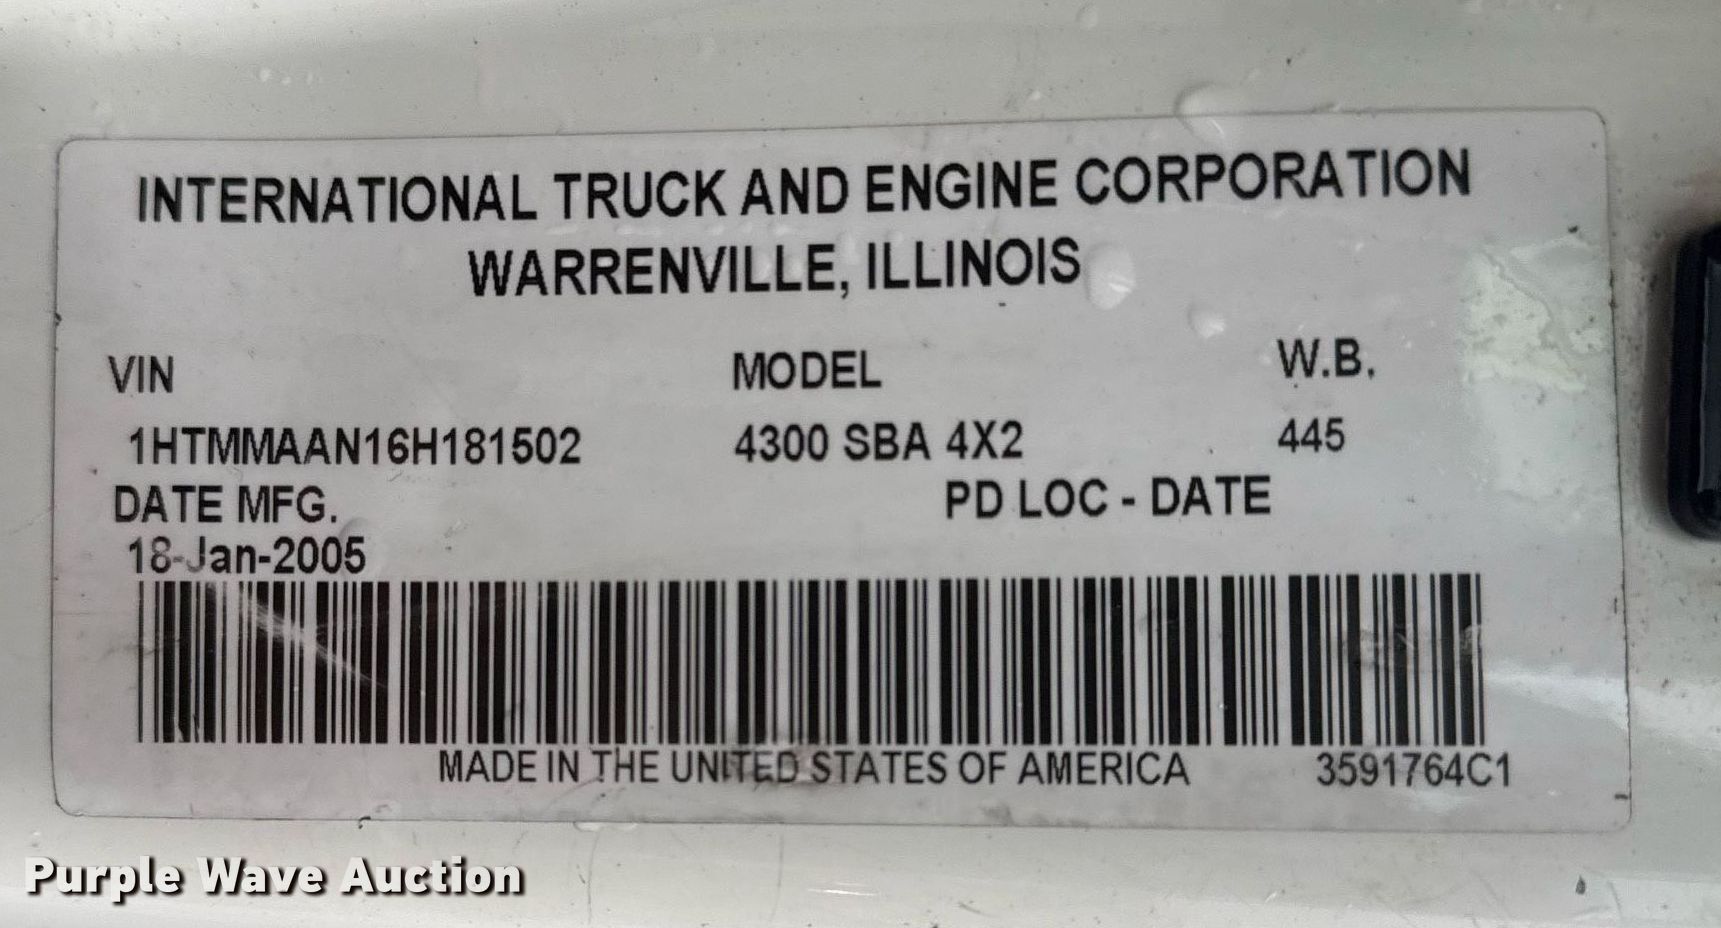 INTERNATIONAL TRUCK AND ENGINE CORPORATION
WARRENVILLE, ILLINOIS
VIN MODEL W.B.
1HTMMAAN16H181502 4300 SBA 4X2 445
DATE MFG. PD LOC - DATE
18-Jan-2005
MADE IN THE UNITED STATES OF AMERICA 3591764C1
Purple Wave Auction